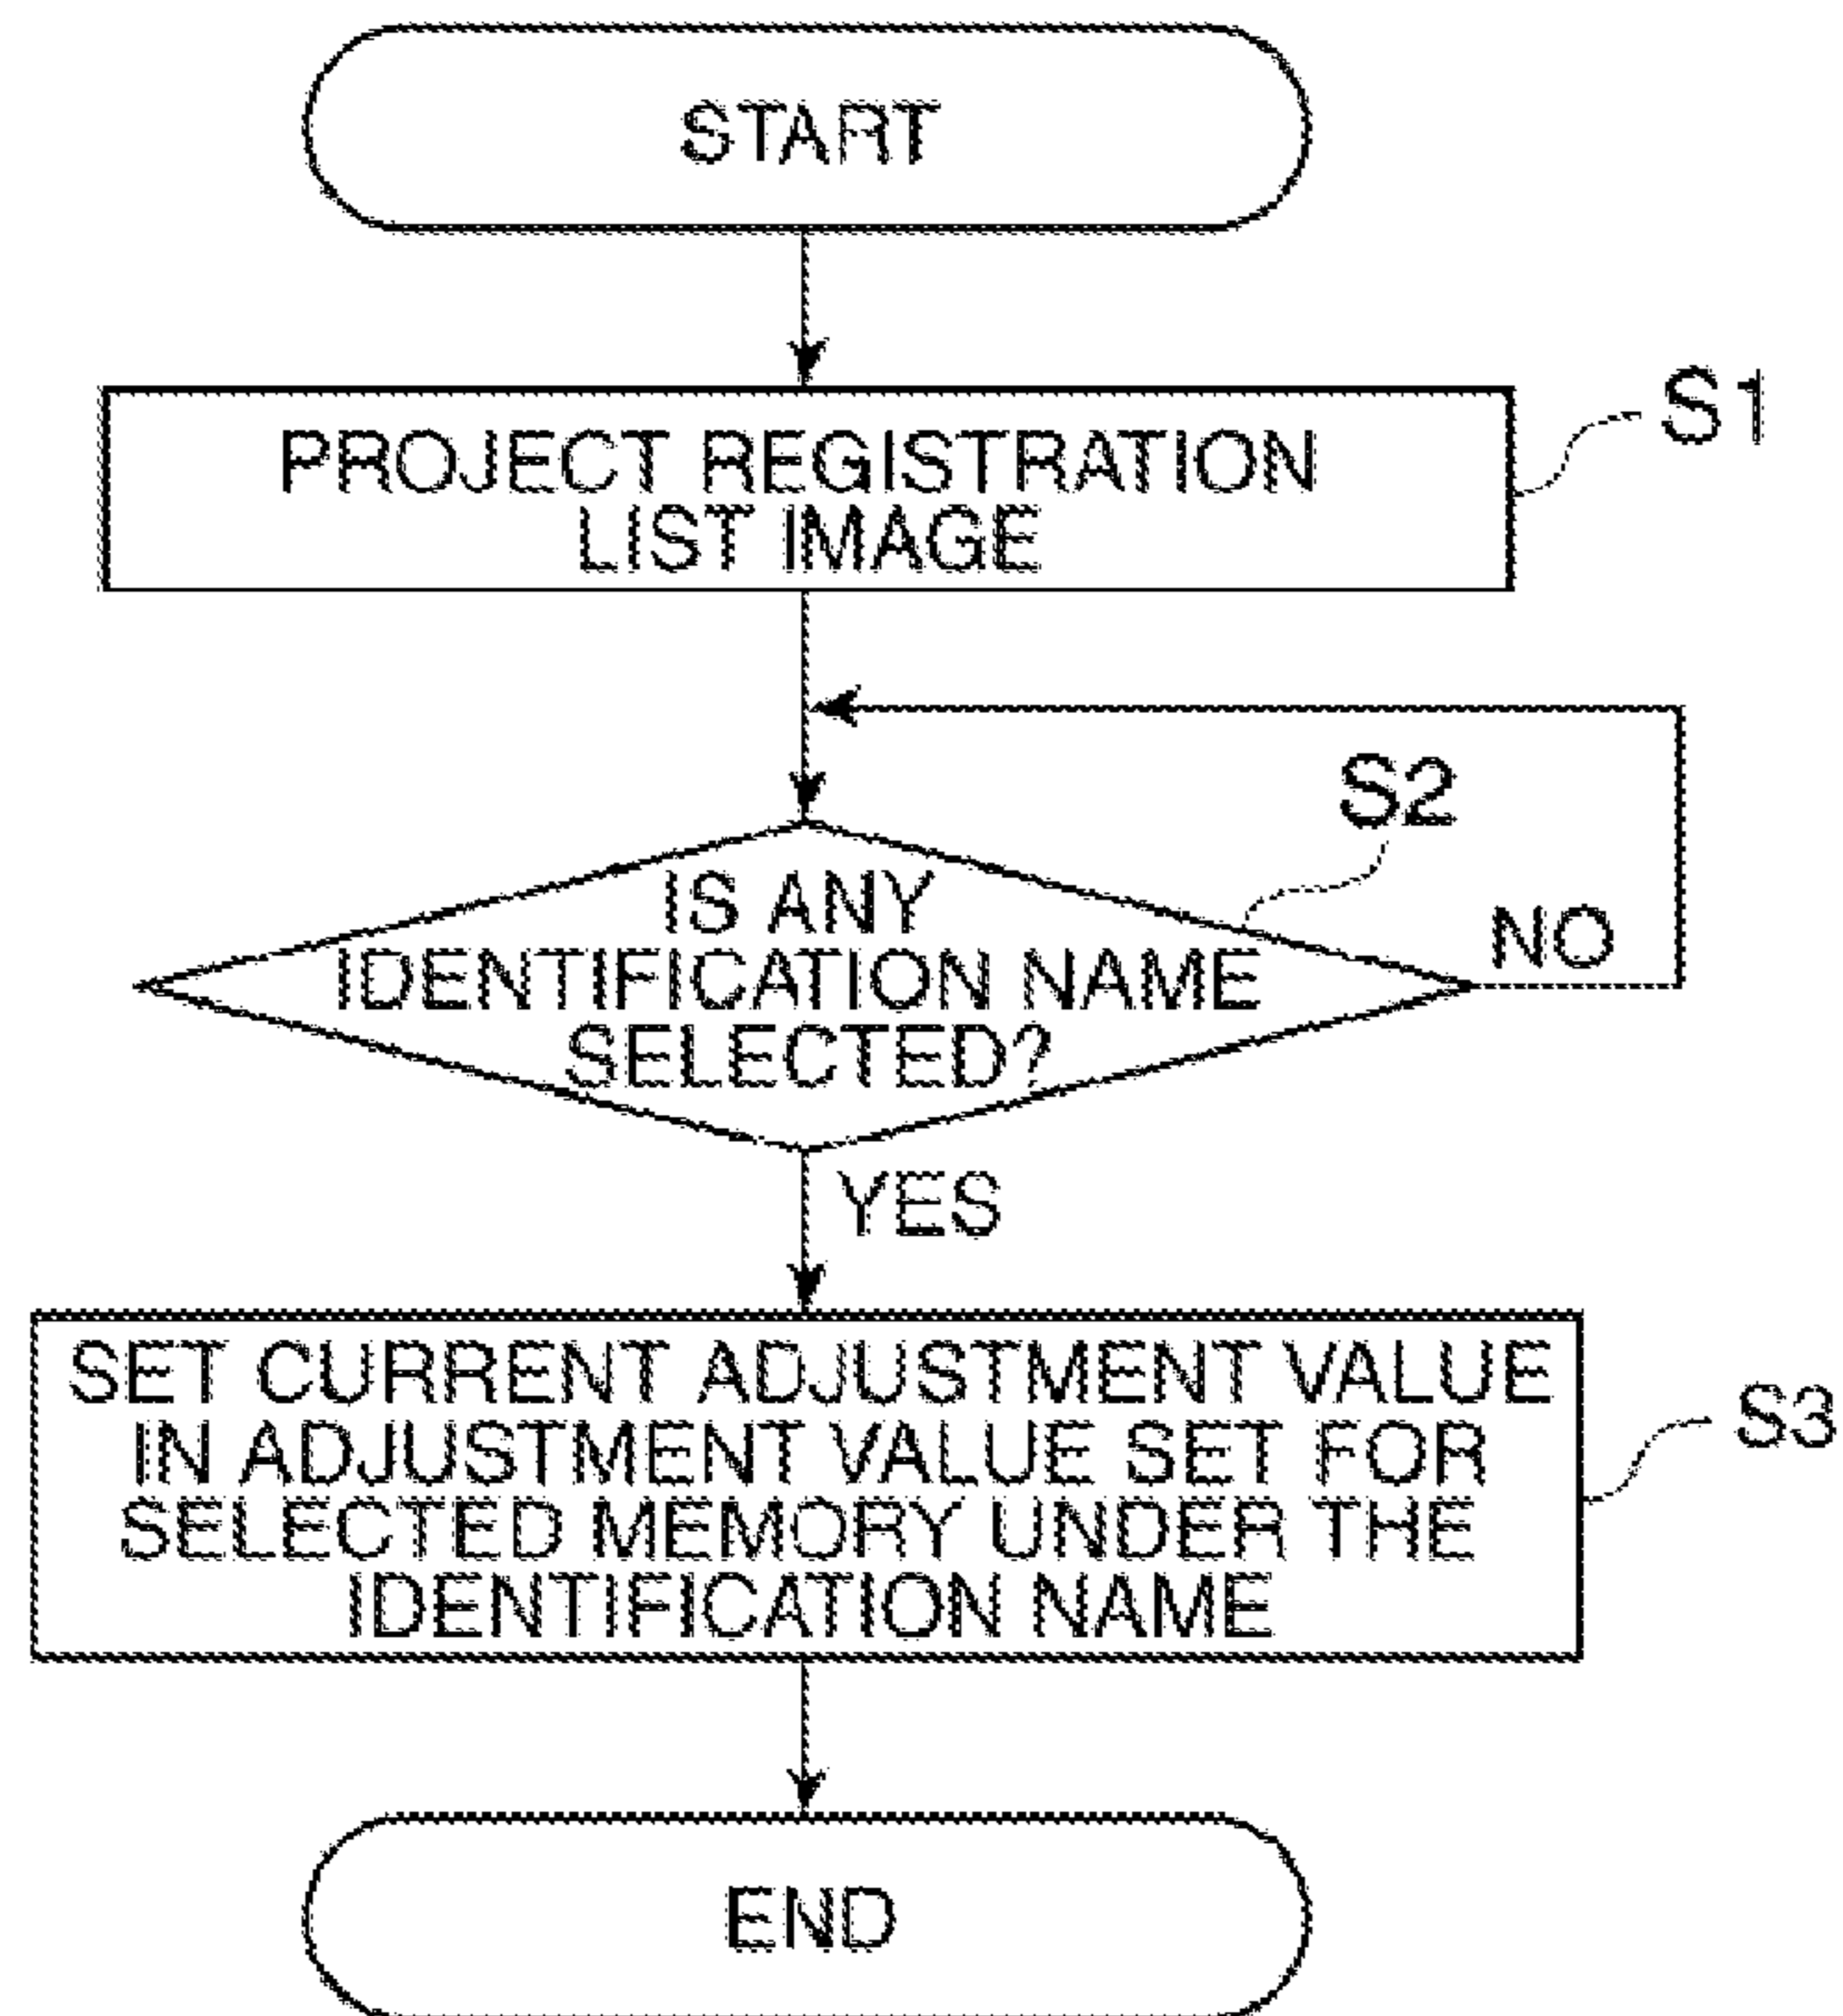 START
PROJECT REGISTRATION
LIST IMAGE
S1
S2
IS ANY
IDENTIFICATION NAME
SELECTED?
NO
YES
SET CURRENT ADJUSTMENT VALUE
IN ADJUSTMENT VALUE SET FOR
SELECTED MEMORY UNDER THE
IDENTIFICATION NAME
S3
END